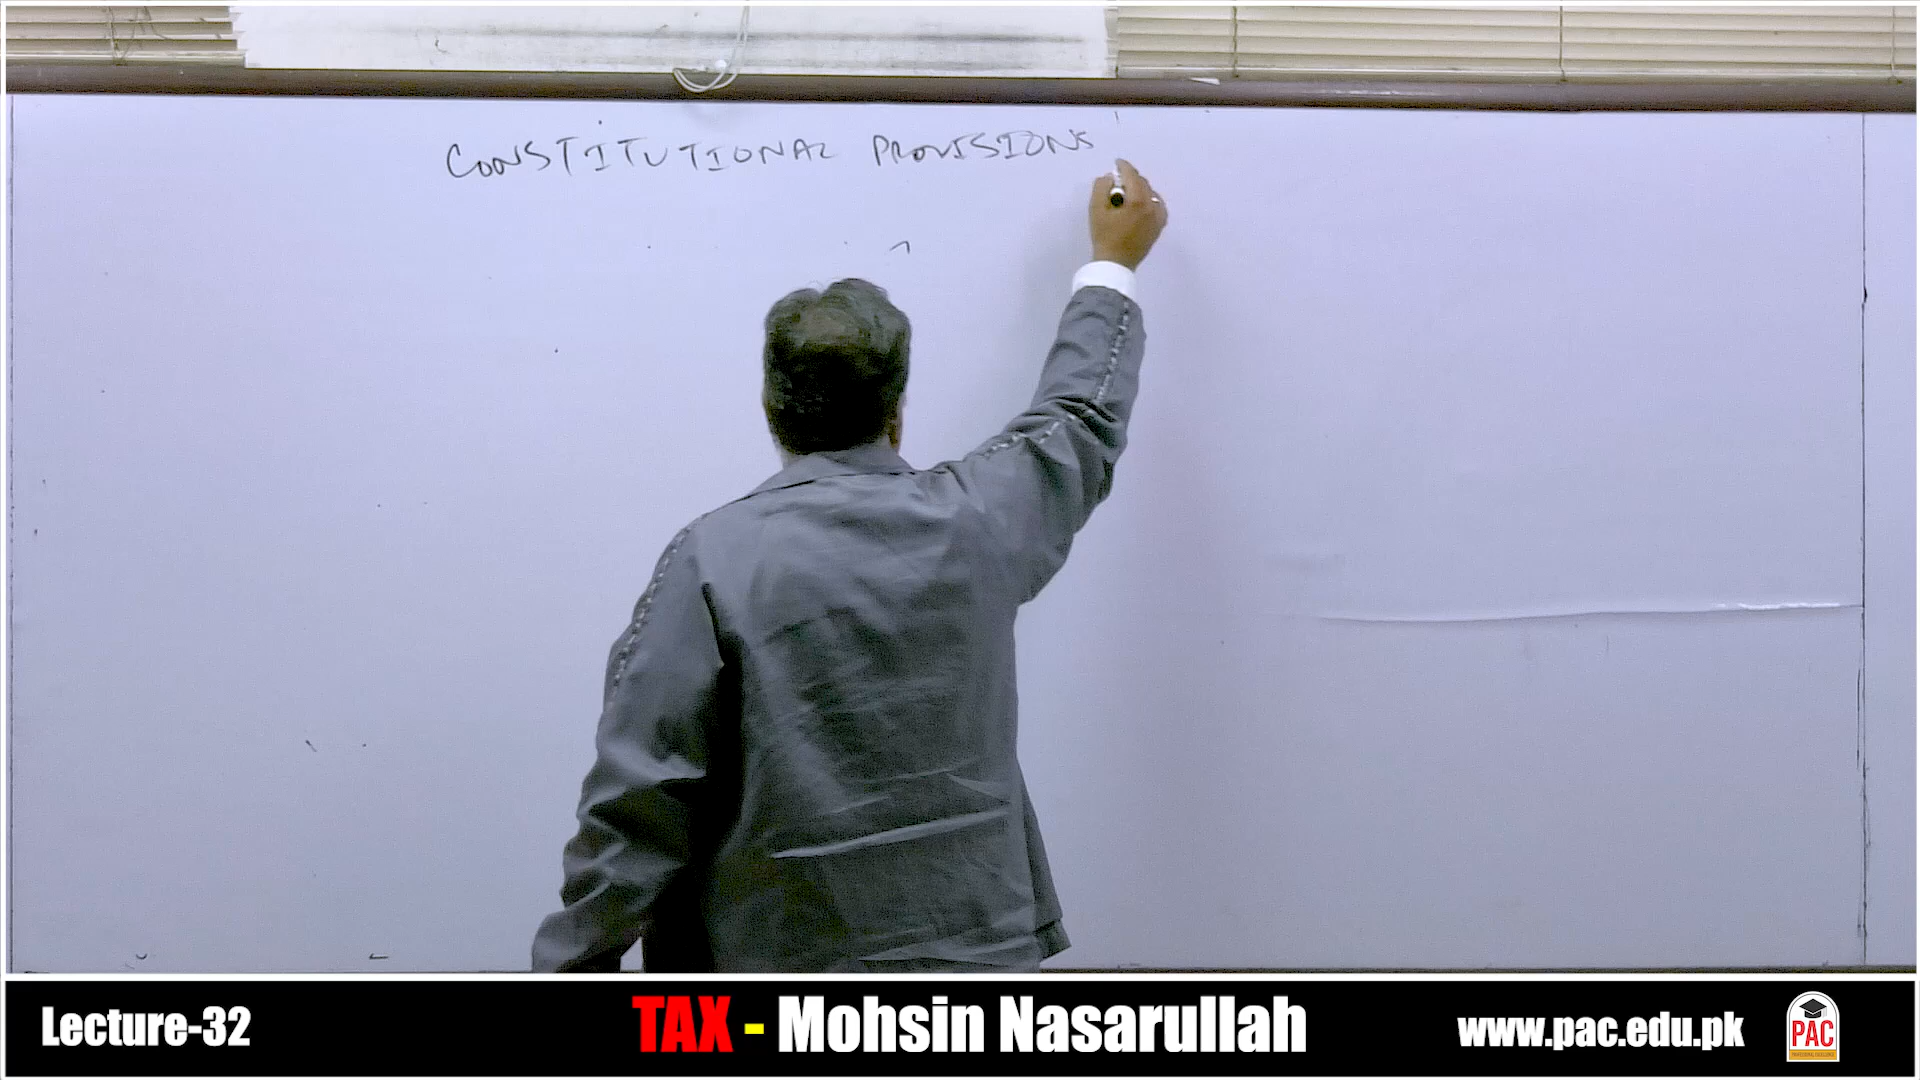 CONSTITUTIONAL PROVISIONS
Lecture-32
TAX - Mohsin Nasarullah
www.pac.edu.pk
PAC